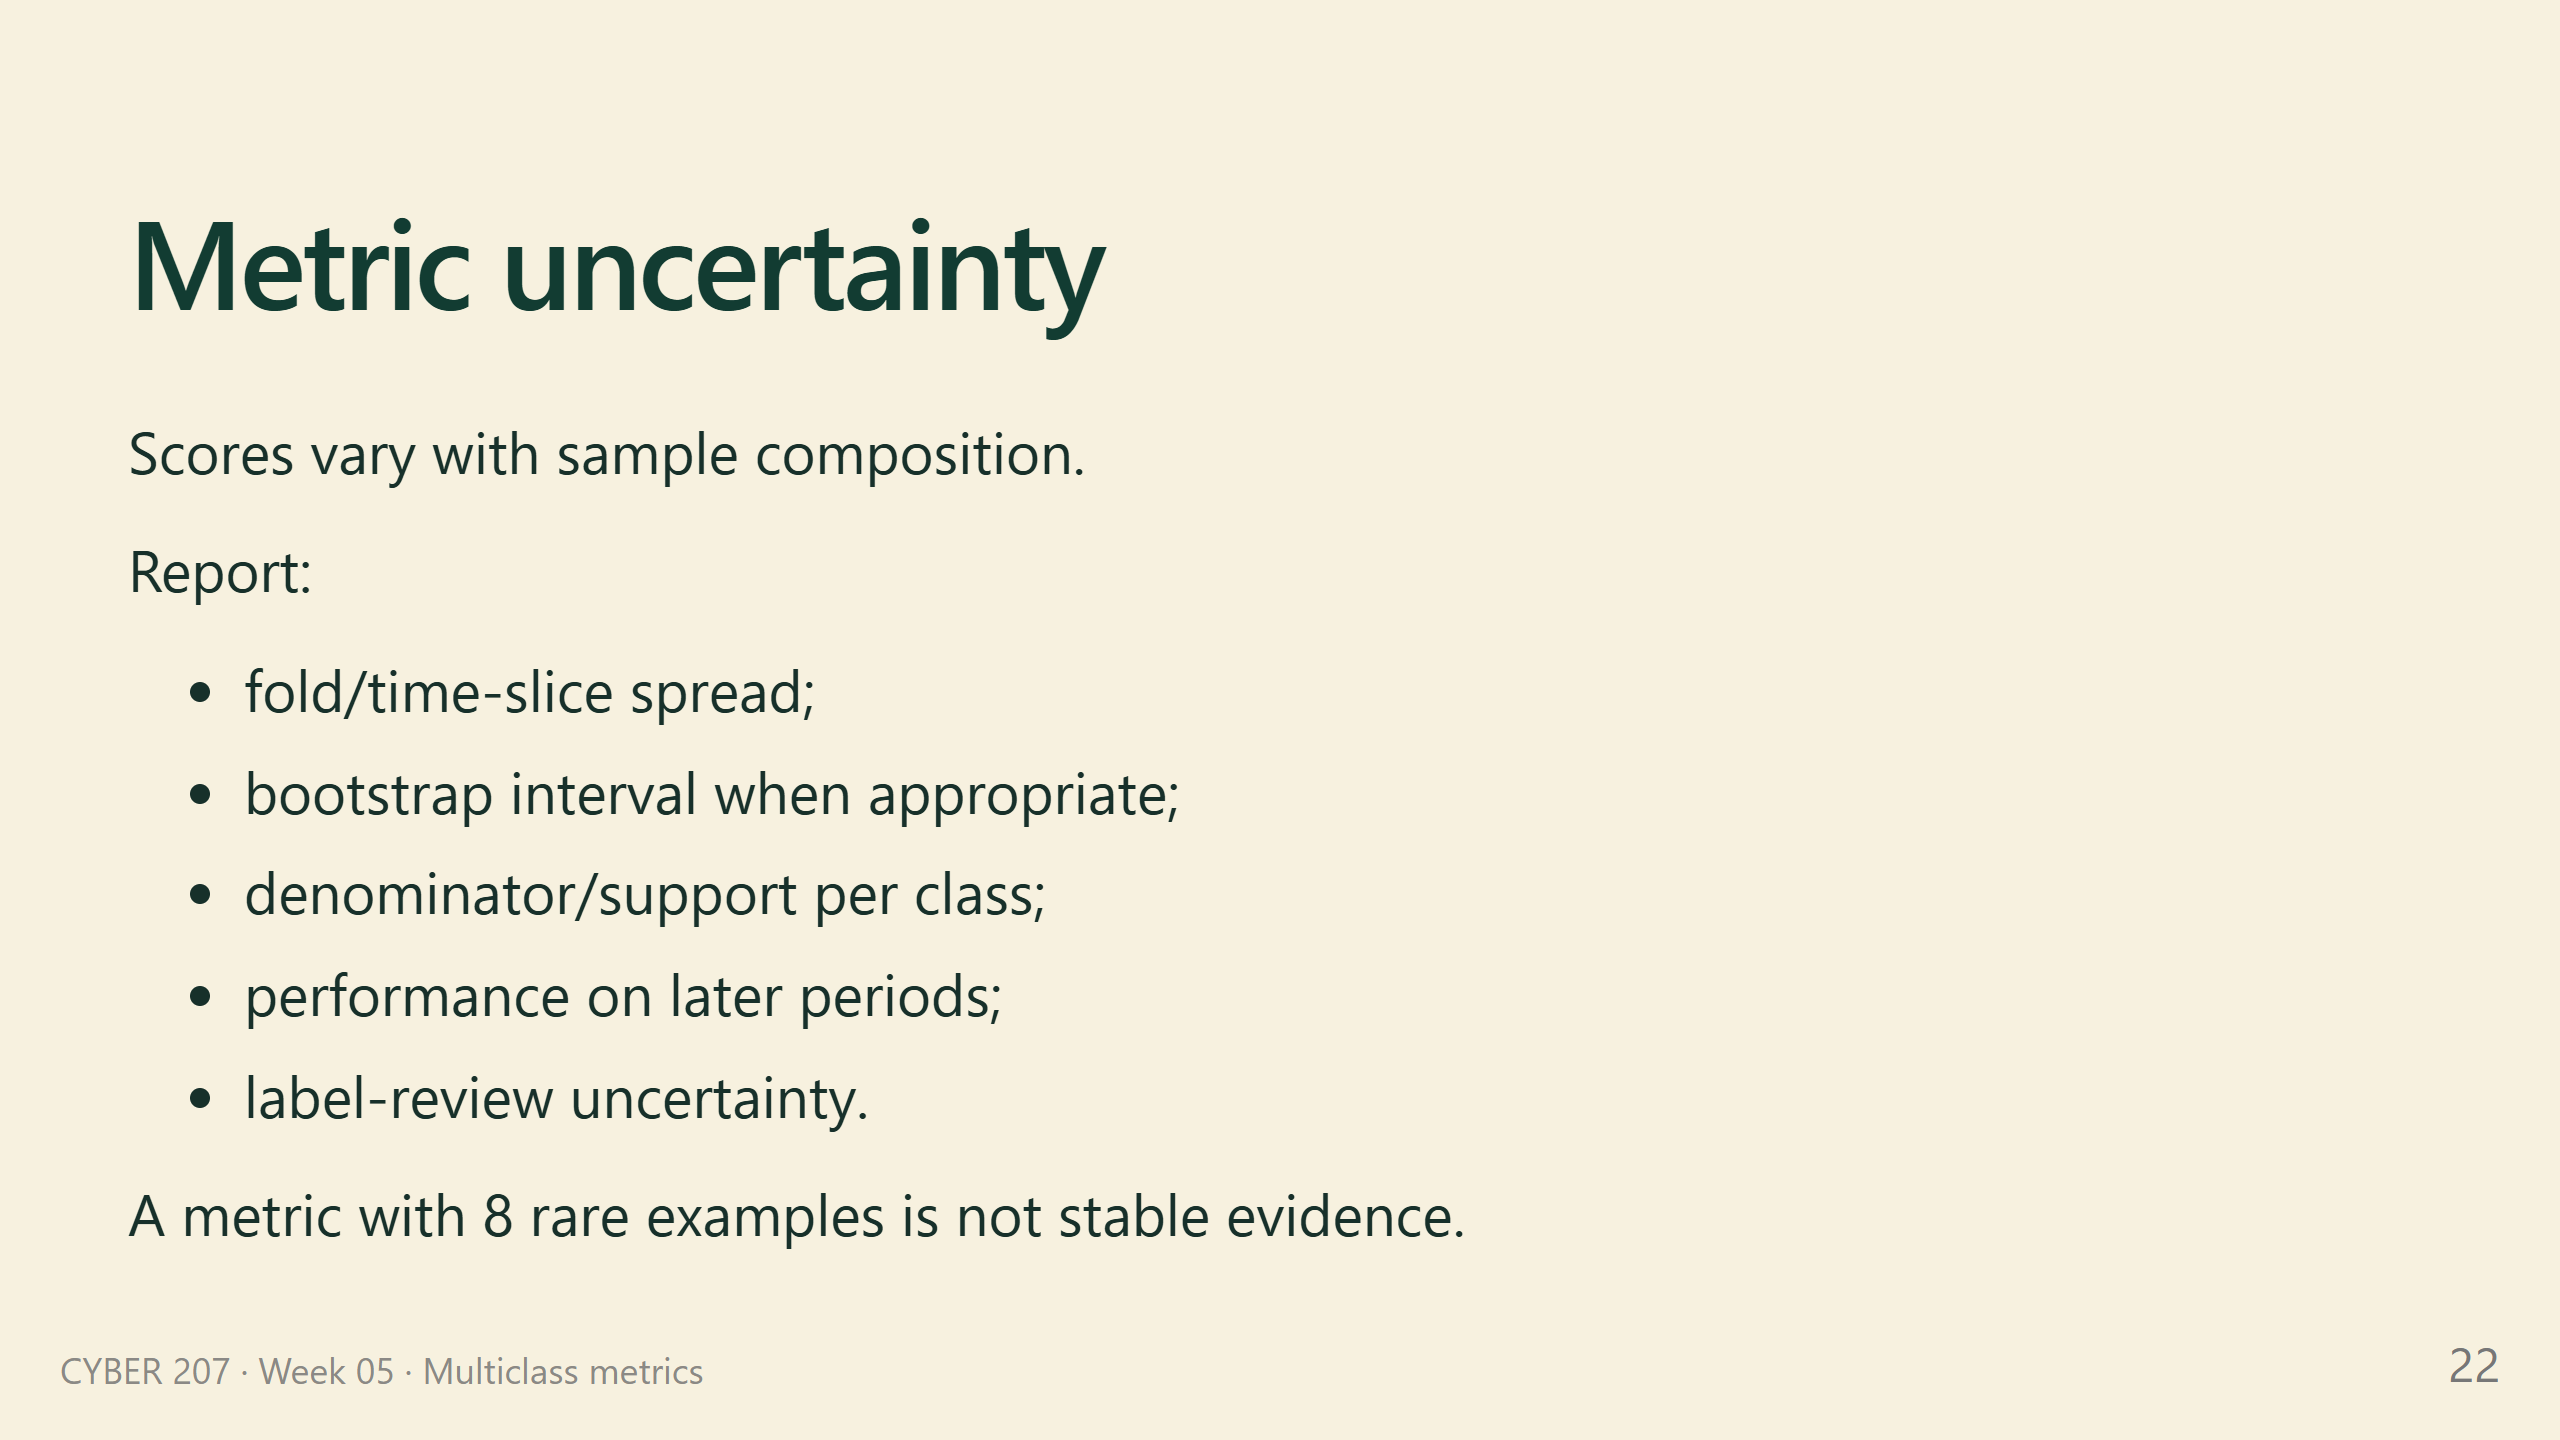 Metric uncertainty
Scores vary with sample composition.
Report:
• fold/time-slice spread;
• bootstrap interval when appropriate;
• denominator/support per class;
• performance on later periods;
• label-review uncertainty.
A metric with 8 rare examples is not stable evidence.
CYBER 207 · Week 05 · Multiclass metrics
22